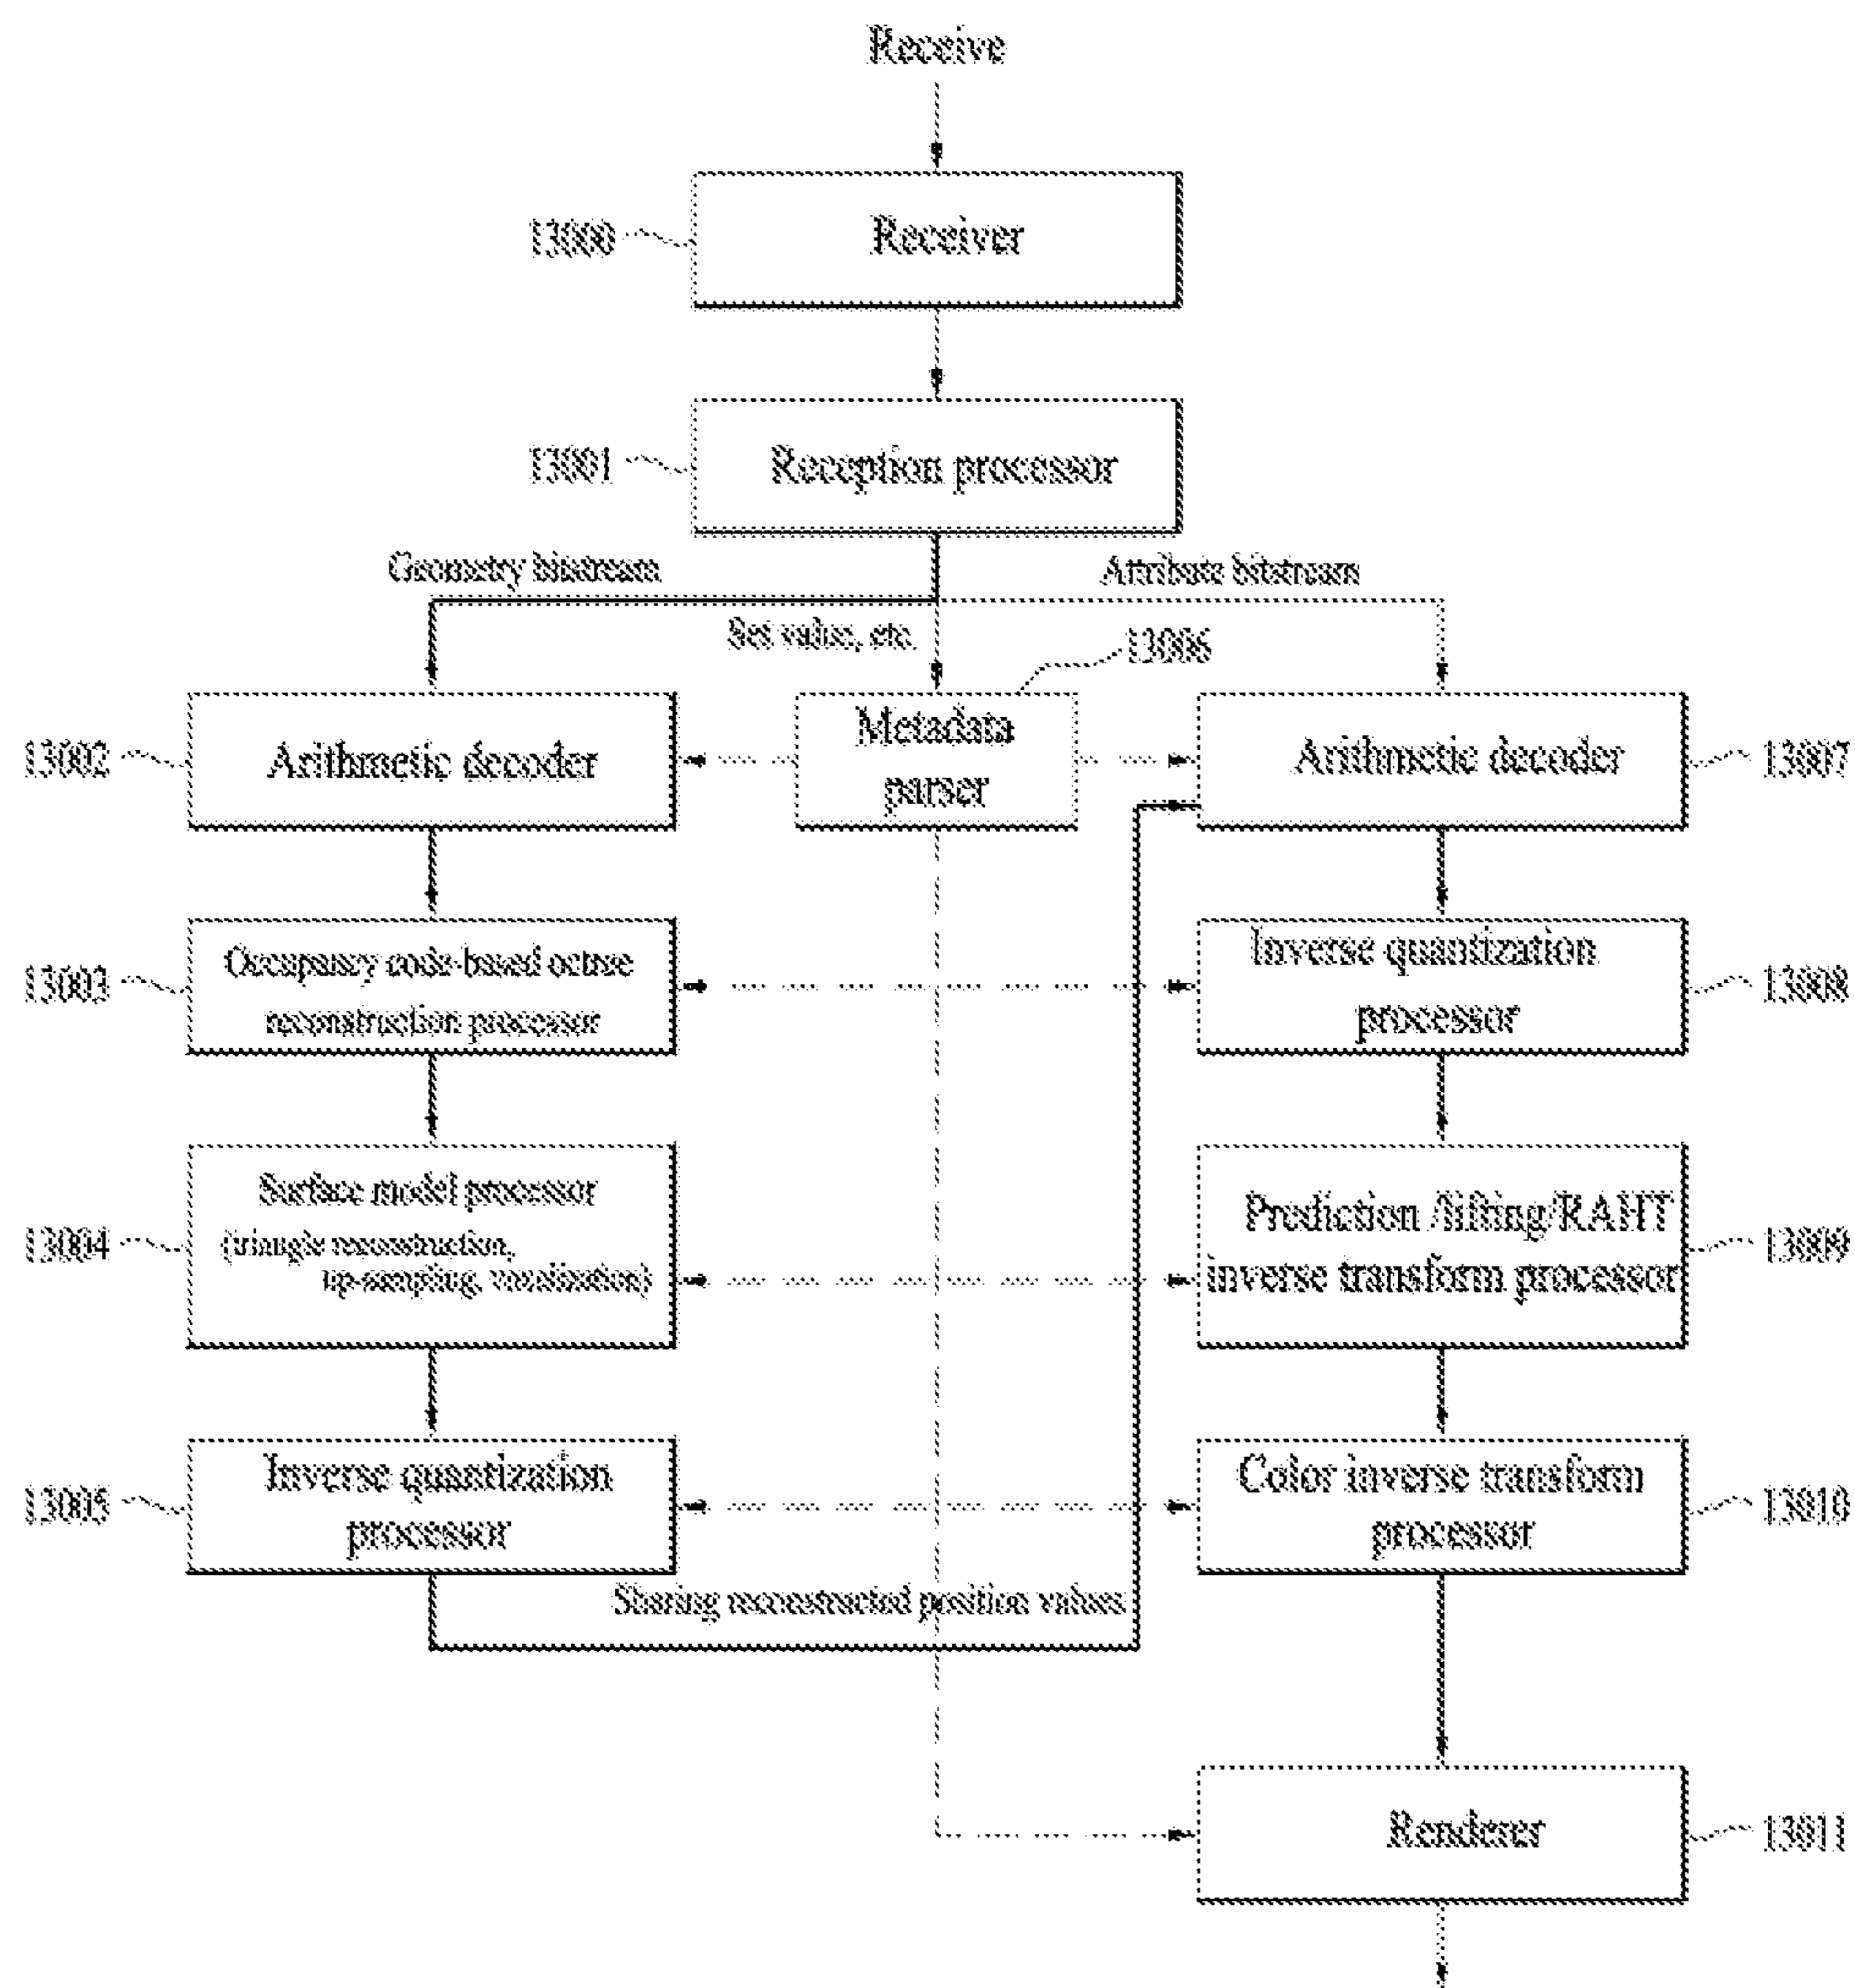 Receive
13000
Receiver
13001
Reception processor
Geometry bitstream
Attribute bitstream
Set value, etc.
13006
13002
Arithmetic decoder
Metadata
parser
Arithmetic decoder
13007
13003
Occupancy code-based octree
reconstruction processor
Inverse quantization
processor
13008
13004
Surface model processor
(triangle reconstruction,
up-sampling, voxelization)
Prediction /lifting/RAHT
inverse transform processor
13009
13005
Inverse quantization
processor
Color inverse transform
processor
13010
Sharing reconstructed position values
Renderer
13011